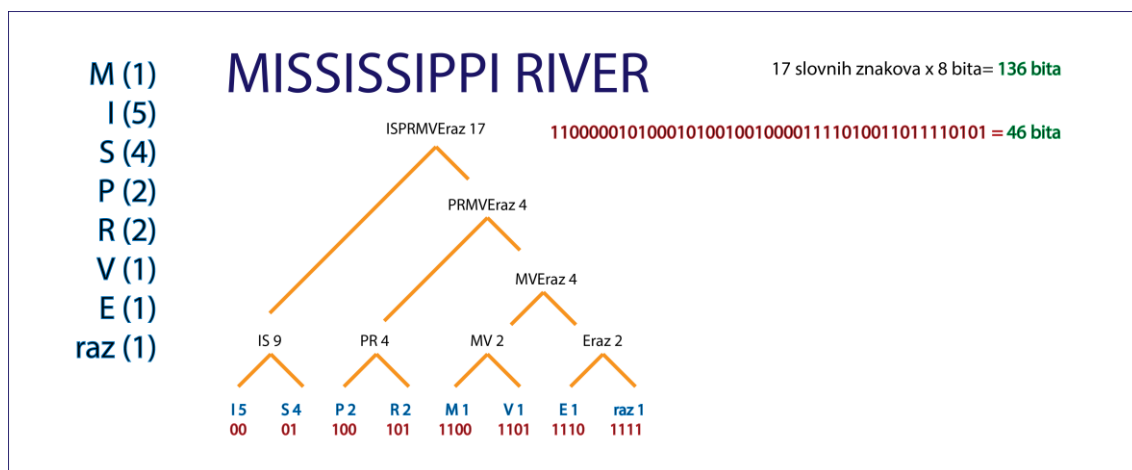 M (1)
I (5)
S (4)
P (2)
R (2)
V (1)
E (1)
raz (1)
MISSISSIPPI RIVER
17 slovnih znakova x 8 bita= 136 bita
110000010100010100100100001111010011011110101 = 46 bita
ISPRMVEraz 17
PRMVEraz 4
MVEraz 4
IS 9 PR 4 MV 2 Eraz 2
I 5 S 4 P 2 R 2 M 1 V 1 E 1 raz 1
00 01 100 101 1100 1101 1110 1111